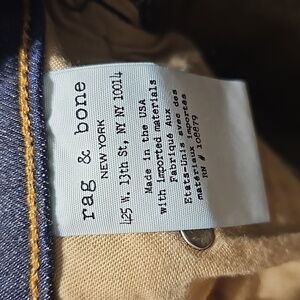 rag & bone
NEW YORK
425 W. 13th St, NY NY 10014
Made in the USA
with Imported materials
Fabriqué Aux
Etats-Unis avec des
matériaux importés
RN # 108879